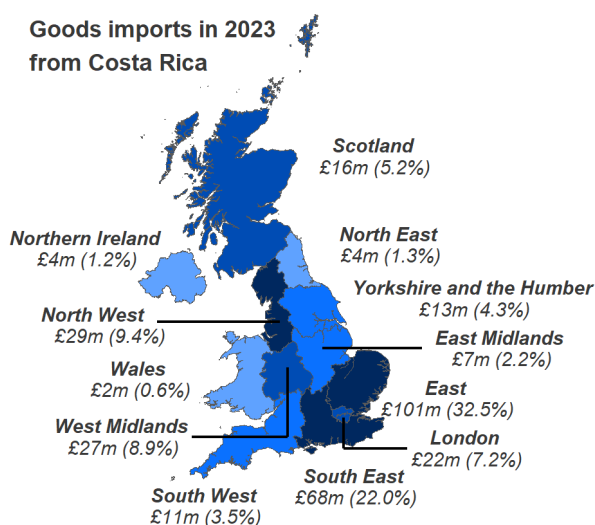 Goods imports in 2023
from Costa Rica
Scotland
£16m (5.2%)
Northern Ireland
£4m (1.2%)
North East
£4m (1.3%)
Yorkshire and the Humber
£13m (4.3%)
North West
£29m (9.4%)
East Midlands
£7m (2.2%)
Wales
£2m (0.6%)
East
£101m (32.5%)
West Midlands
£27m (8.9%)
London
£22m (7.2%)
South East
£68m (22.0%)
South West
£11m (3.5%)